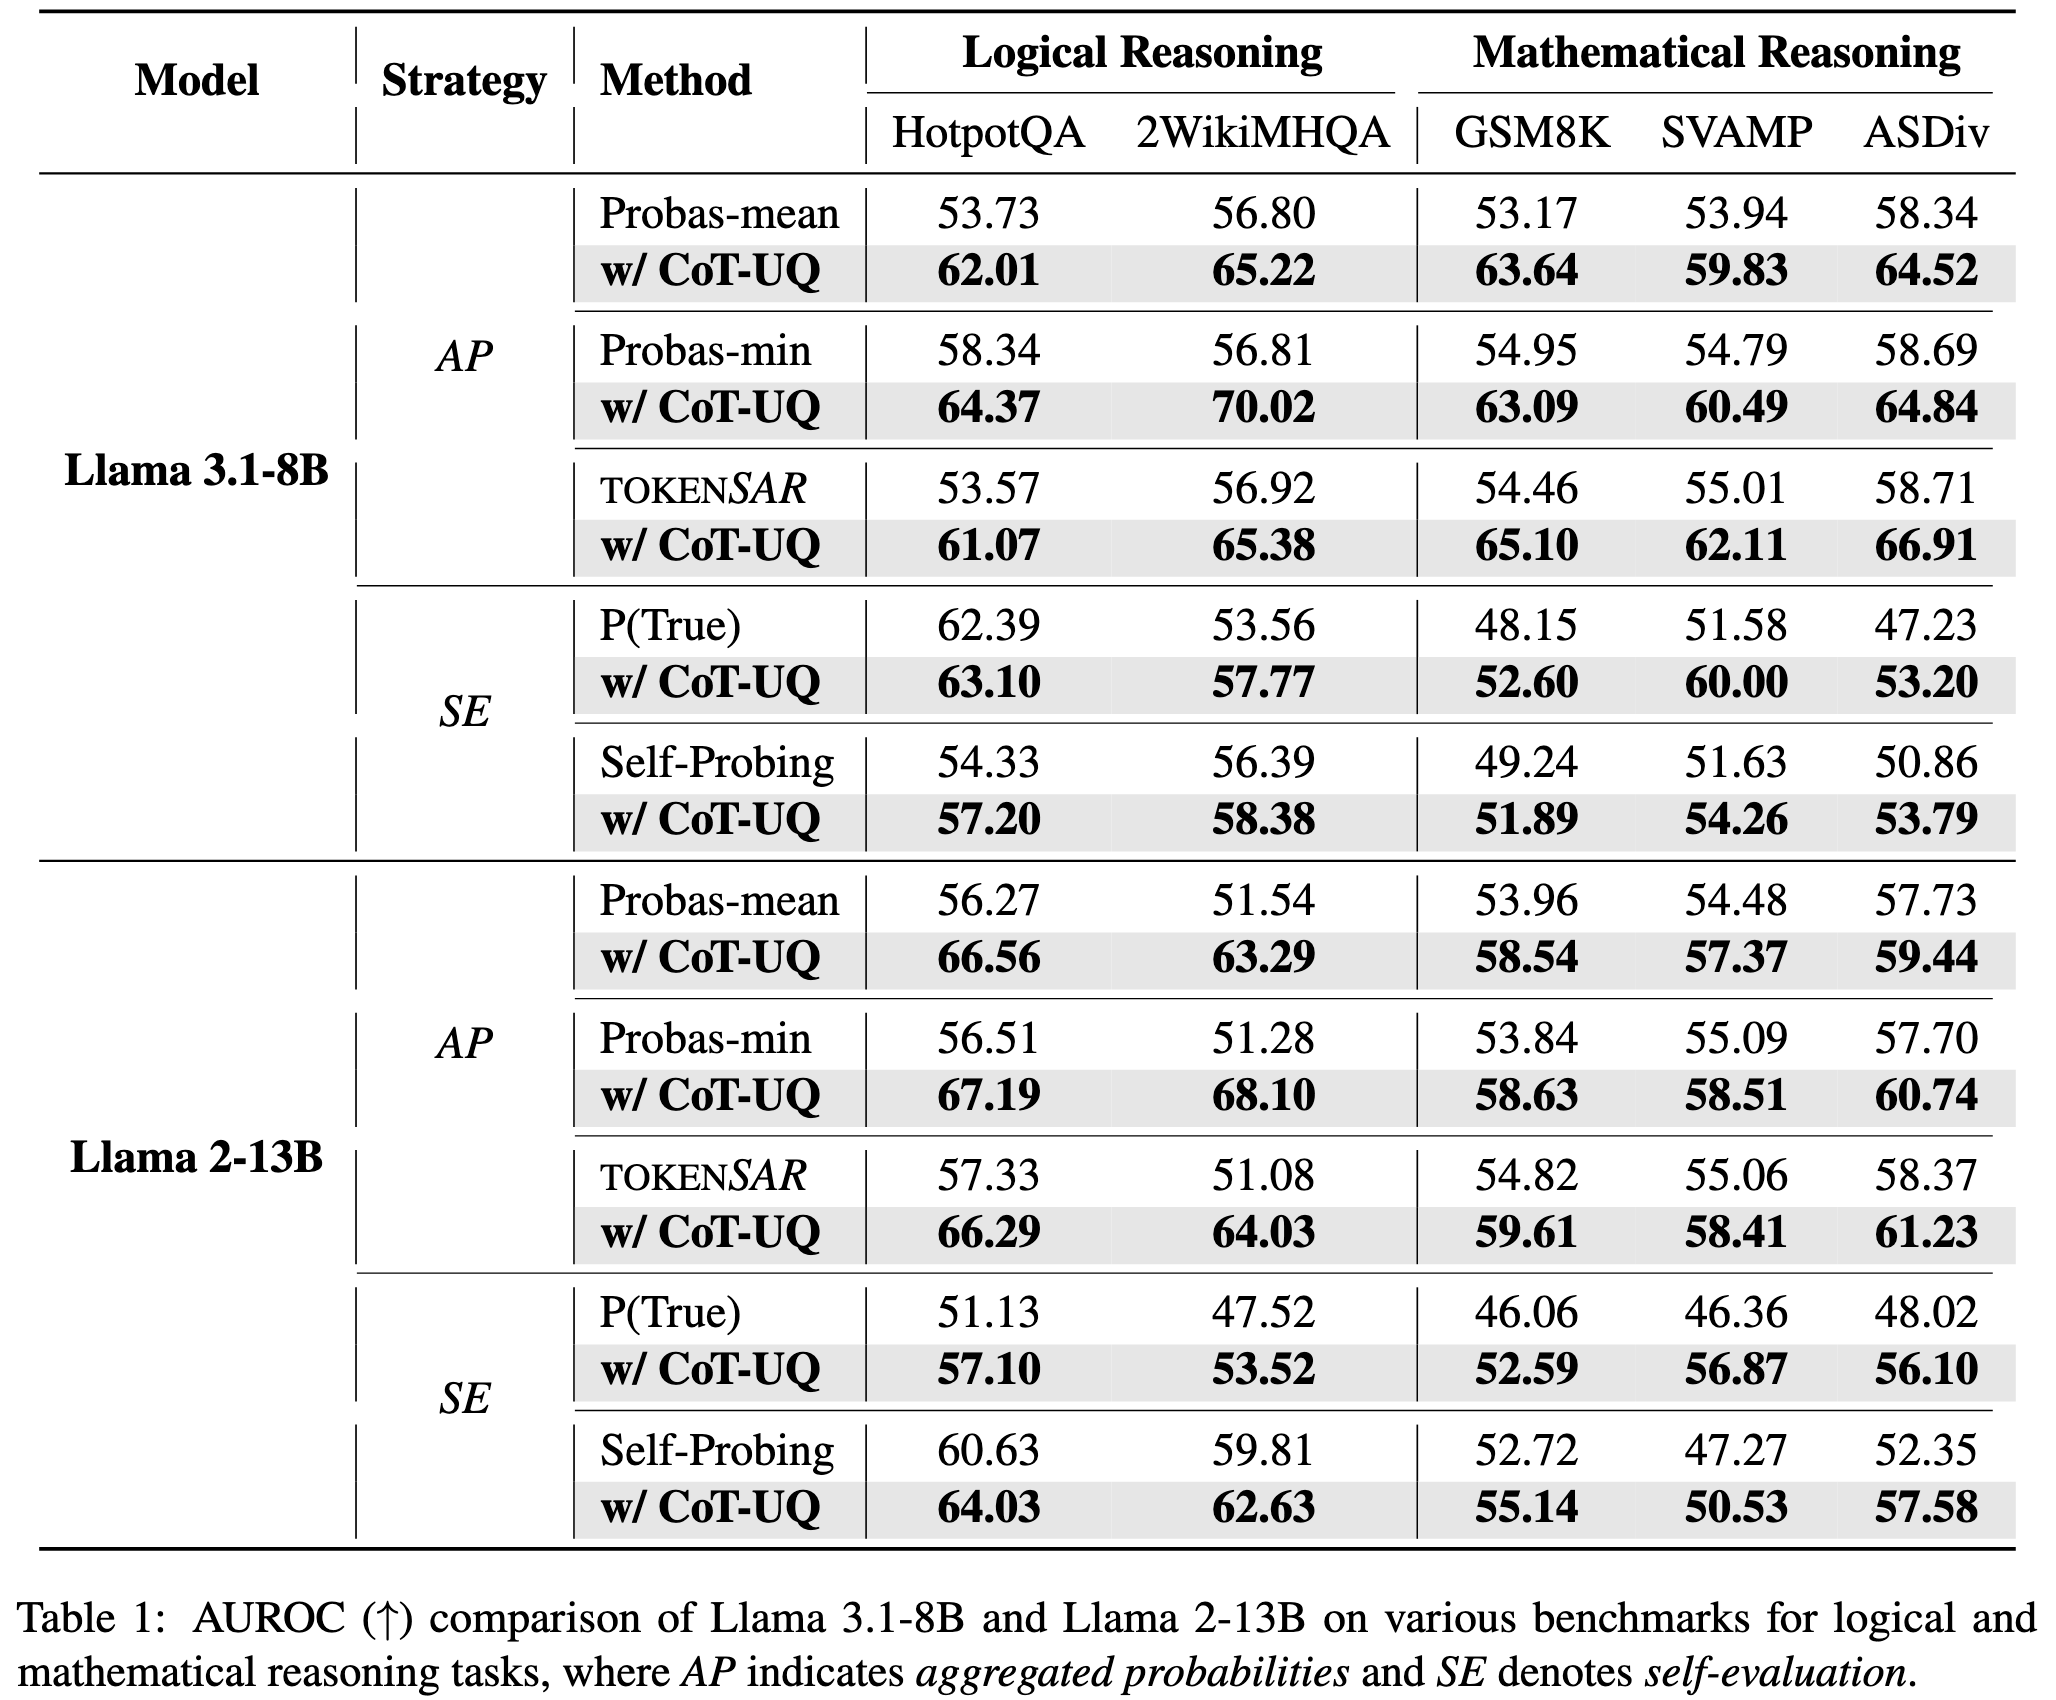 Model Strategy Method Logical Reasoning Mathematical Reasoning
HotpotQA 2WikiMHQA GSM8K SVAMP ASDiv
Llama 3.1-8B
AP
Probas-mean 53.73 56.80 53.17 53.94 58.34
w/ CoT-UQ 62.01 65.22 63.64 59.83 64.52
Probas-min 58.34 56.81 54.95 54.79 58.69
w/ CoT-UQ 64.37 70.02 63.09 60.49 64.84
TOKENSAR 53.57 56.92 54.46 55.01 58.71
w/ CoT-UQ 61.07 65.38 65.10 62.11 66.91
SE
P(True) 62.39 53.56 48.15 51.58 47.23
w/ CoT-UQ 63.10 57.77 52.60 60.00 53.20
Self-Probing 54.33 56.39 49.24 51.63 50.86
w/ CoT-UQ 57.20 58.38 51.89 54.26 53.79
Llama 2-13B
AP
Probas-mean 56.27 51.54 53.96 54.48 57.73
w/ CoT-UQ 66.56 63.29 58.54 57.37 59.44
Probas-min 56.51 51.28 53.84 55.09 57.70
w/ CoT-UQ 67.19 68.10 58.63 58.51 60.74
TOKENSAR 57.33 51.08 54.82 55.06 58.37
w/ CoT-UQ 66.29 64.03 59.61 58.41 61.23
SE
P(True) 51.13 47.52 46.06 46.36 48.02
w/ CoT-UQ 57.10 53.52 52.59 56.87 56.10
Self-Probing 60.63 59.81 52.72 47.27 52.35
w/ CoT-UQ 64.03 62.63 55.14 50.53 57.58
Table 1: AUROC (↑) comparison of Llama 3.1-8B and Llama 2-13B on various benchmarks for logical and
mathematical reasoning tasks, where AP indicates aggregated probabilities and SE denotes self-evaluation.